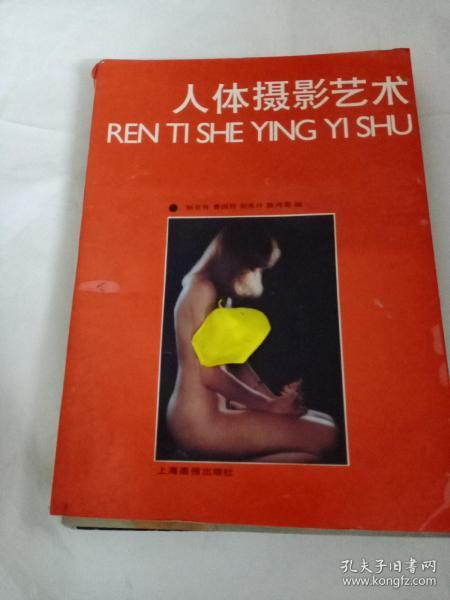 人体摄影艺术
REN TI SHE YING YI SHU
编
上海画报出版社
孔夫子旧书网
www.kongfz.com